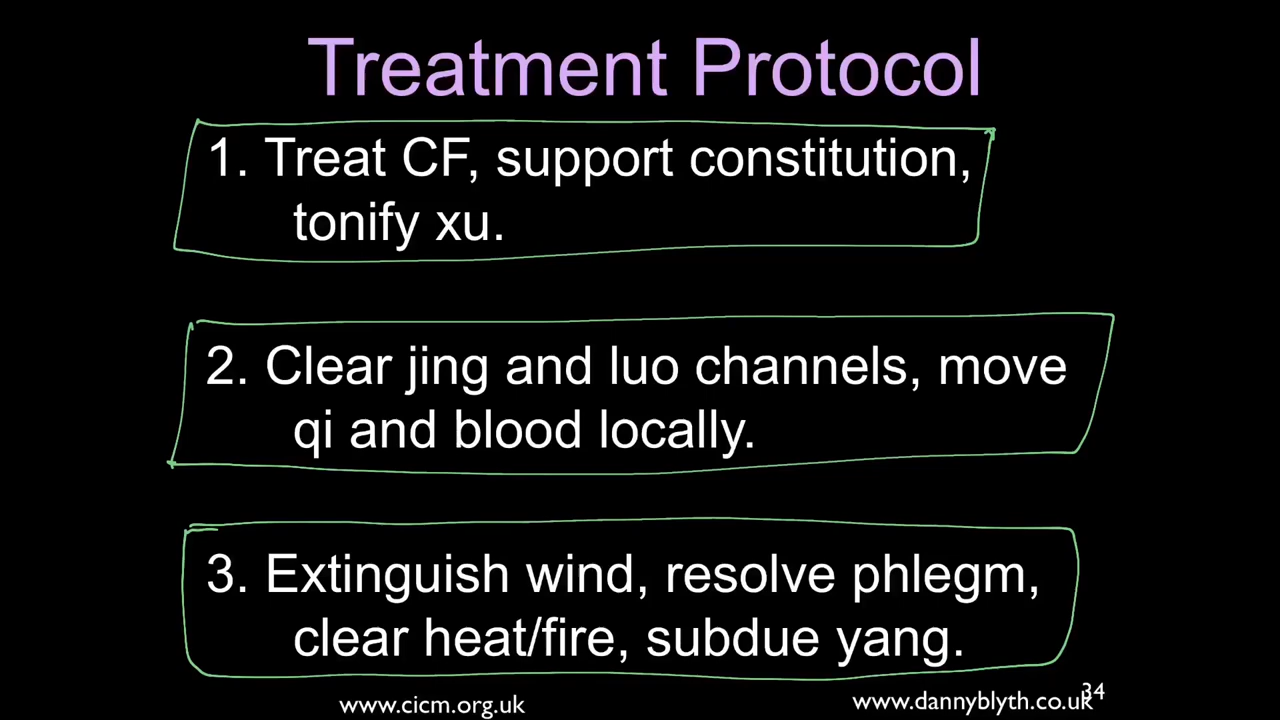 Treatment Protocol
1. Treat CF, support constitution,
tonify xu.
2. Clear jing and luo channels, move
qi and blood locally.
3. Extinguish wind, resolve phlegm,
clear heat/fire, subdue yang.
www.cicm.org.uk
www.dannyblyth.co.uk
34